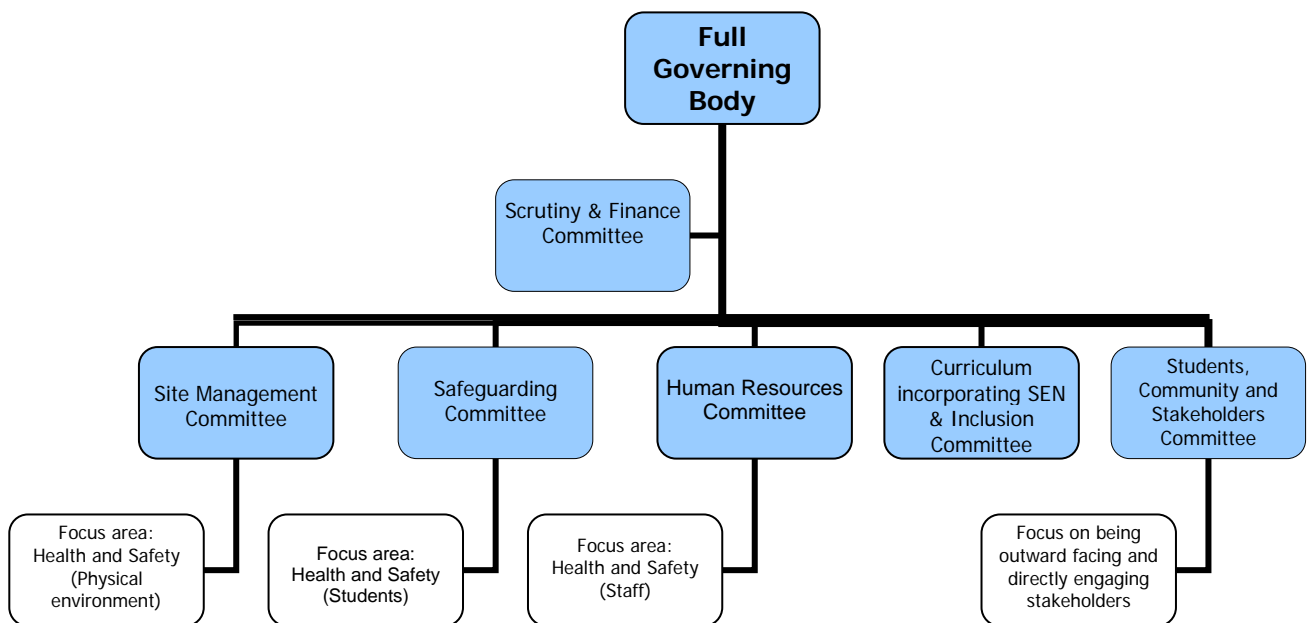 Full
Governing
Body
Scrutiny & Finance
Committee
Site Management
Committee
Safeguarding
Committee
Human Resources
Committee
Curriculum
incorporating SEN
& Inclusion
Committee
Students,
Community and
Stakeholders
Committee
Focus area:
Health and Safety
(Physical
environment)
Focus area:
Health and Safety
(Students)
Focus area:
Health and Safety
(Staff)
Focus on being
outward facing and
directly engaging
stakeholders